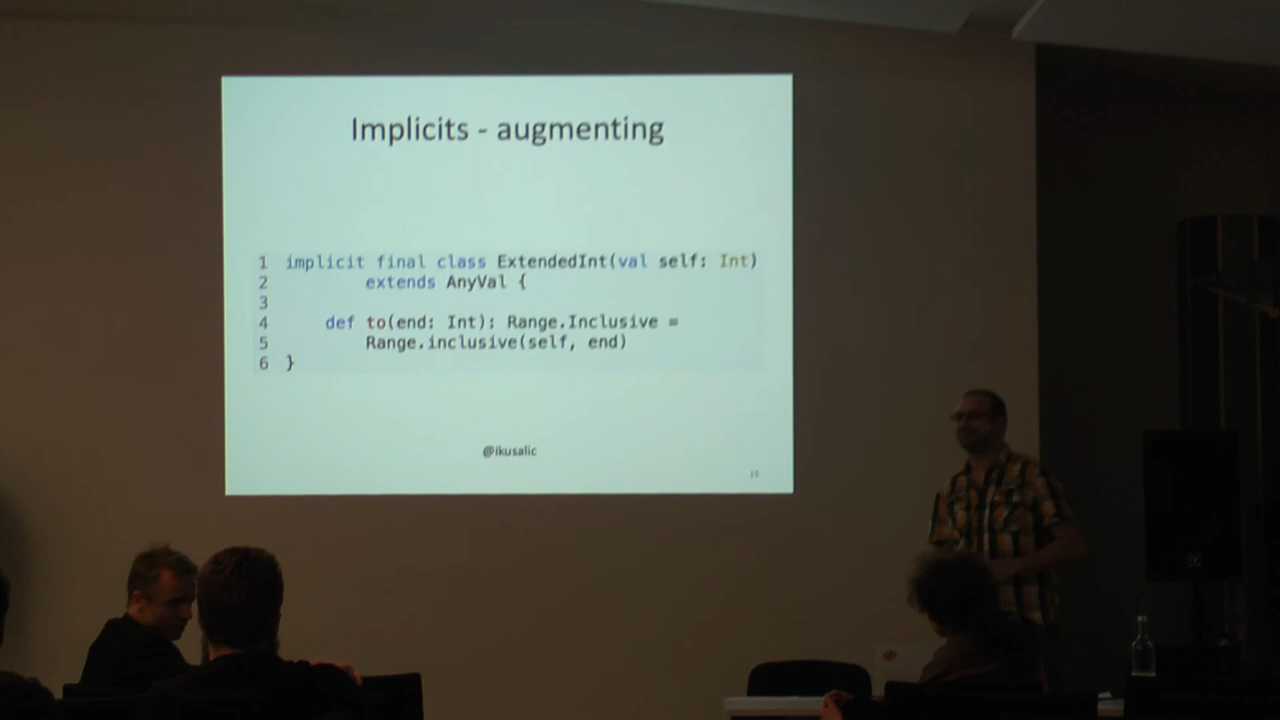 Implicits - augmenting
1 implicit final class ExtendedInt(val self: Int)
2 extends AnyVal {
3
4 def to(end: Int): Range.Inclusive =
5 Range.inclusive(self, end)
6 }
@ikusalic
15